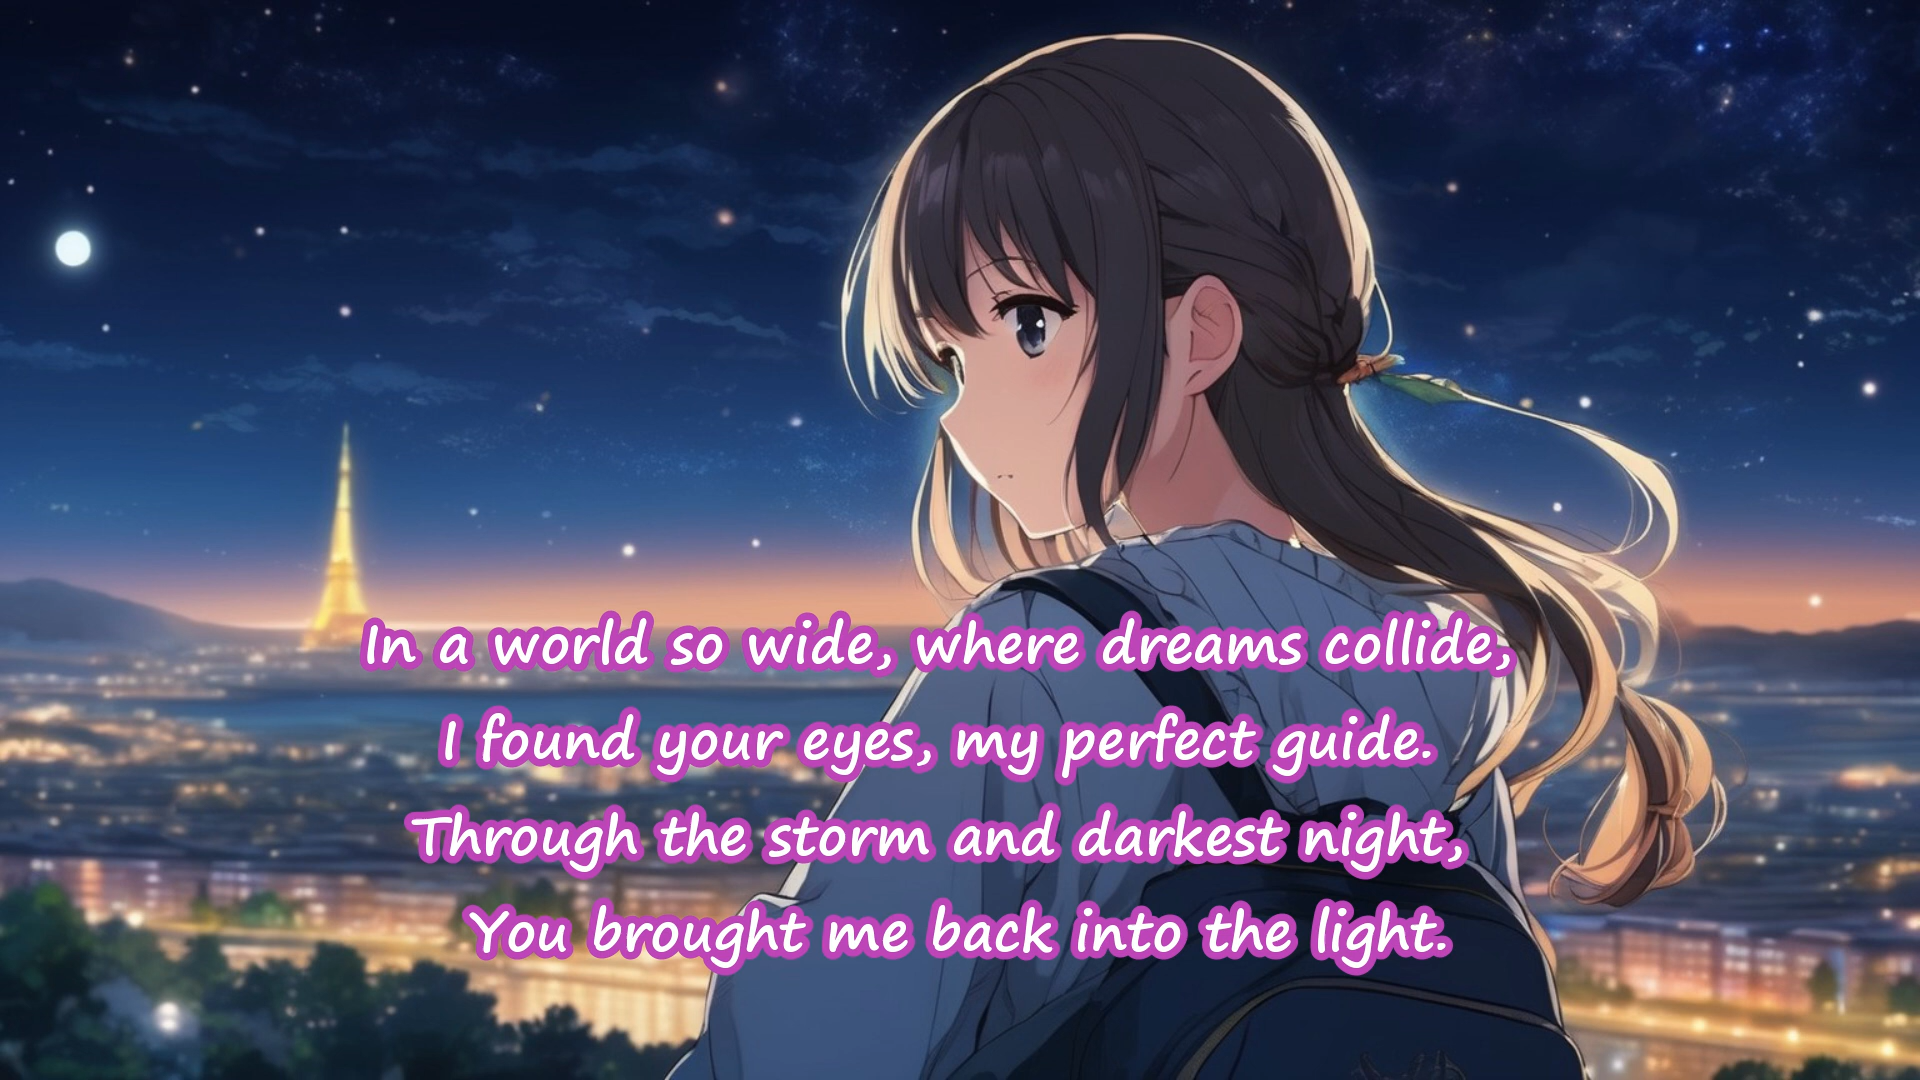 In a world so wide, where dreams collide,
I found your eyes, my perfect guide.
Through the storm and darkest night,
You brought me back into the light.